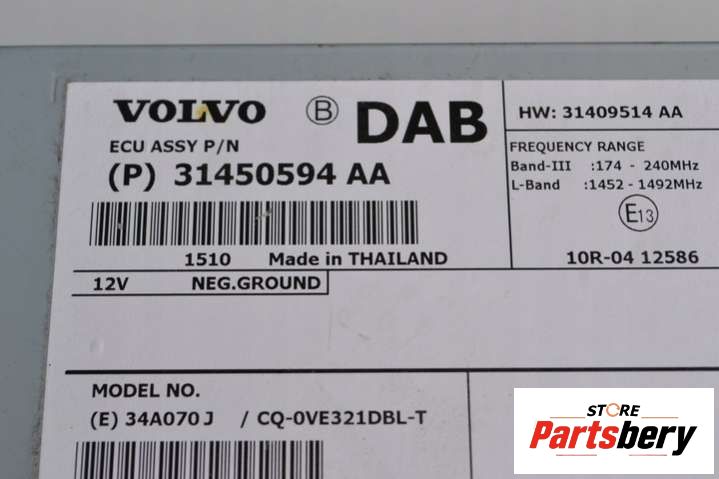 VOLVO Ⓑ DAB
ECU ASSY P/N
(P) 31450594 AA
1510 Made in THAILAND
12V NEG.GROUND
HW: 31409514 AA
FREQUENCY RANGE
Band-III :174 - 240MHz
L-Band :1452 - 1492MHz
E13
10R-04 12586
MODEL NO.
(E) 34A070J / CQ-0VE321DBL-T
STORE
Partsbery